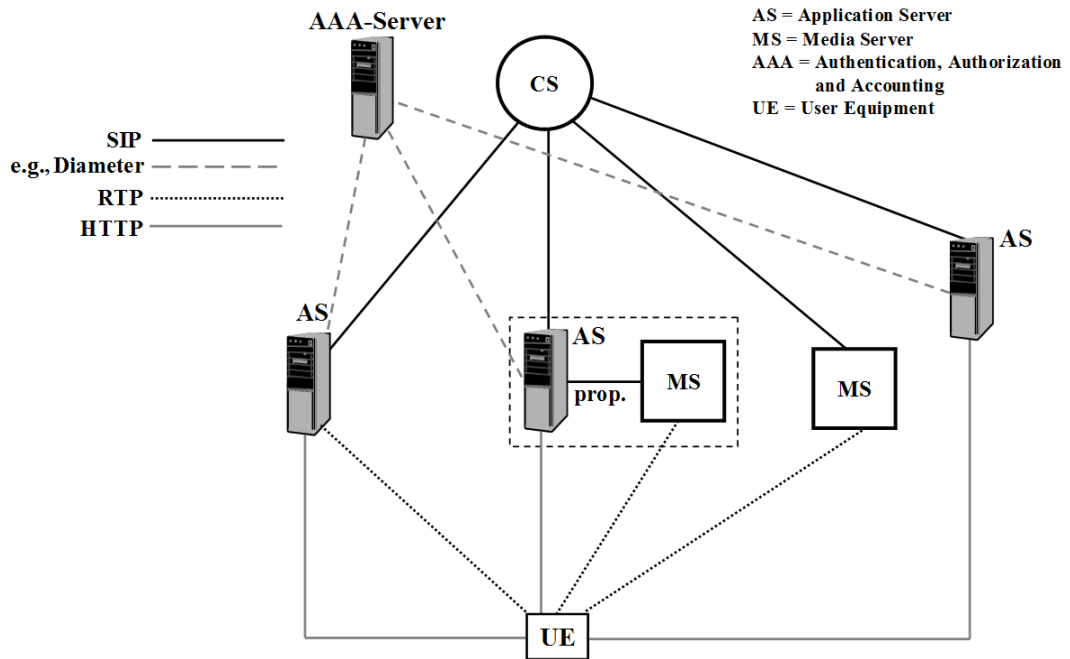 AAA-Server
AS = Application Server
MS = Media Server
AAA = Authentication, Authorization
and Accounting
UE = User Equipment
CS
SIP
e.g., Diameter
RTP
HTTP
AS
AS
AS
MS
prop.
MS
UE